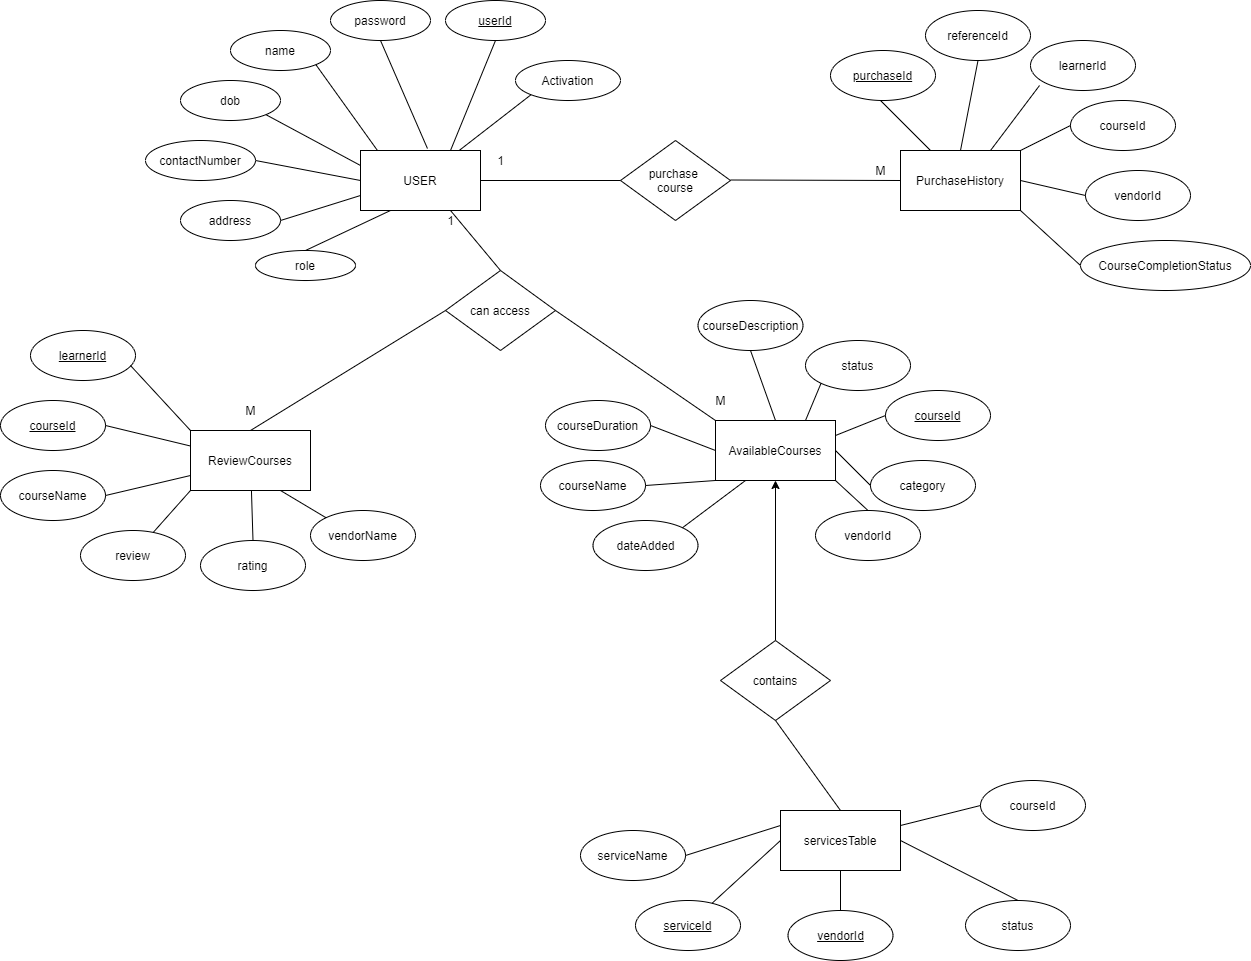 password
userId
referenceId
name
learnerId
purchaseId
Activation
dob
courseId
contactNumber
1
purchase
course
M
USER
PurchaseHistory
vendorId
address
1
role
CourseCompletionStatus
can access
courseDescription
learnerId
status
M
M
courseId
courseId
courseDuration
AvailableCourses
ReviewCourses
courseName
courseName
category
vendorName
vendorId
dateAdded
review
rating
contains
courseId
servicesTable
serviceName
serviceId
vendorId
status